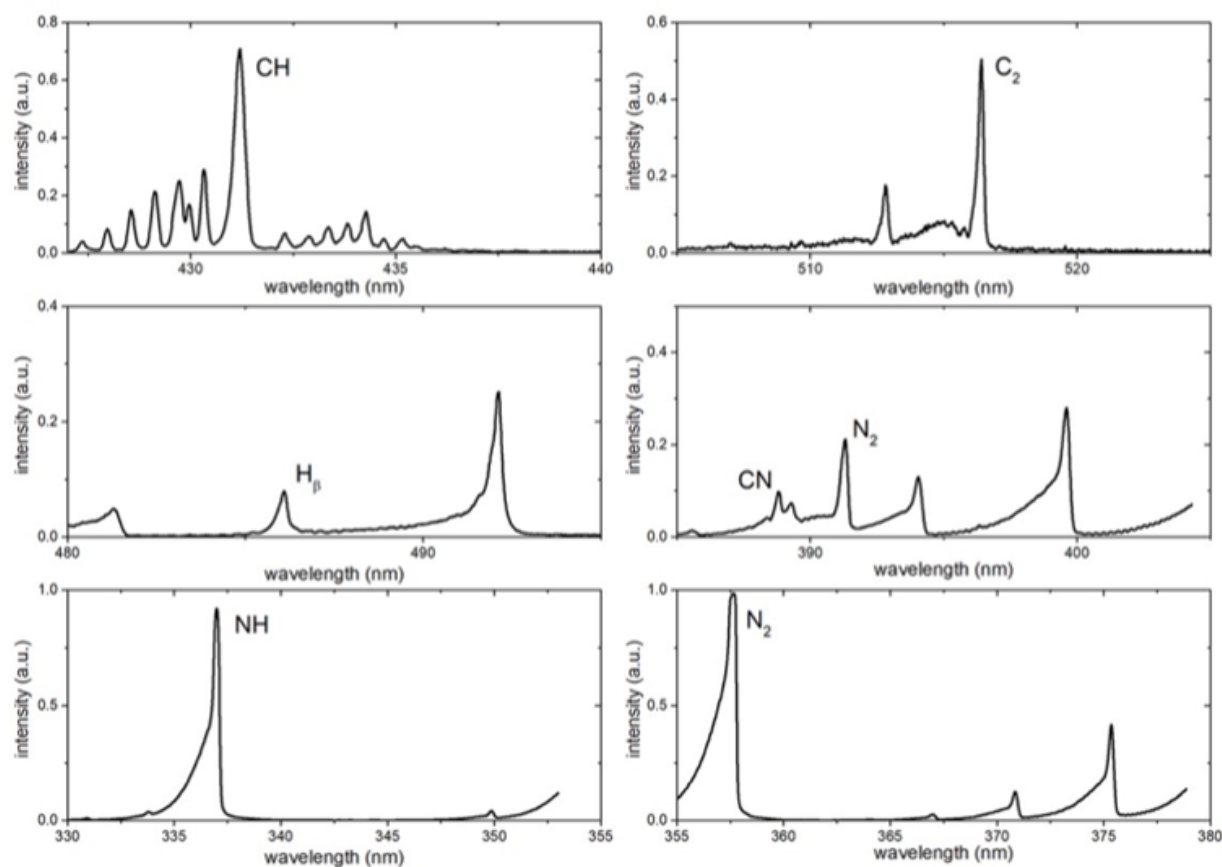 intensity (a.u.)
0.8
0.6
0.4
0.2
0.0
CH
430
435
440
wavelength (nm)
intensity (a.u.)
0.6
0.4
0.2
0.0
C₂
510
520
wavelength (nm)
intensity (a.u.)
0.4
0.2
0.0
Hβ
480
490
wavelength (nm)
intensity (a.u.)
0.4
0.2
0.0
CN
N₂
390
400
wavelength (nm)
intensity (a.u.)
1.0
0.5
0.0
NH
330
335
340
345
350
355
wavelength (nm)
intensity (a.u.)
1.0
0.5
0.0
N₂
355
360
365
370
375
380
wavelength (nm)